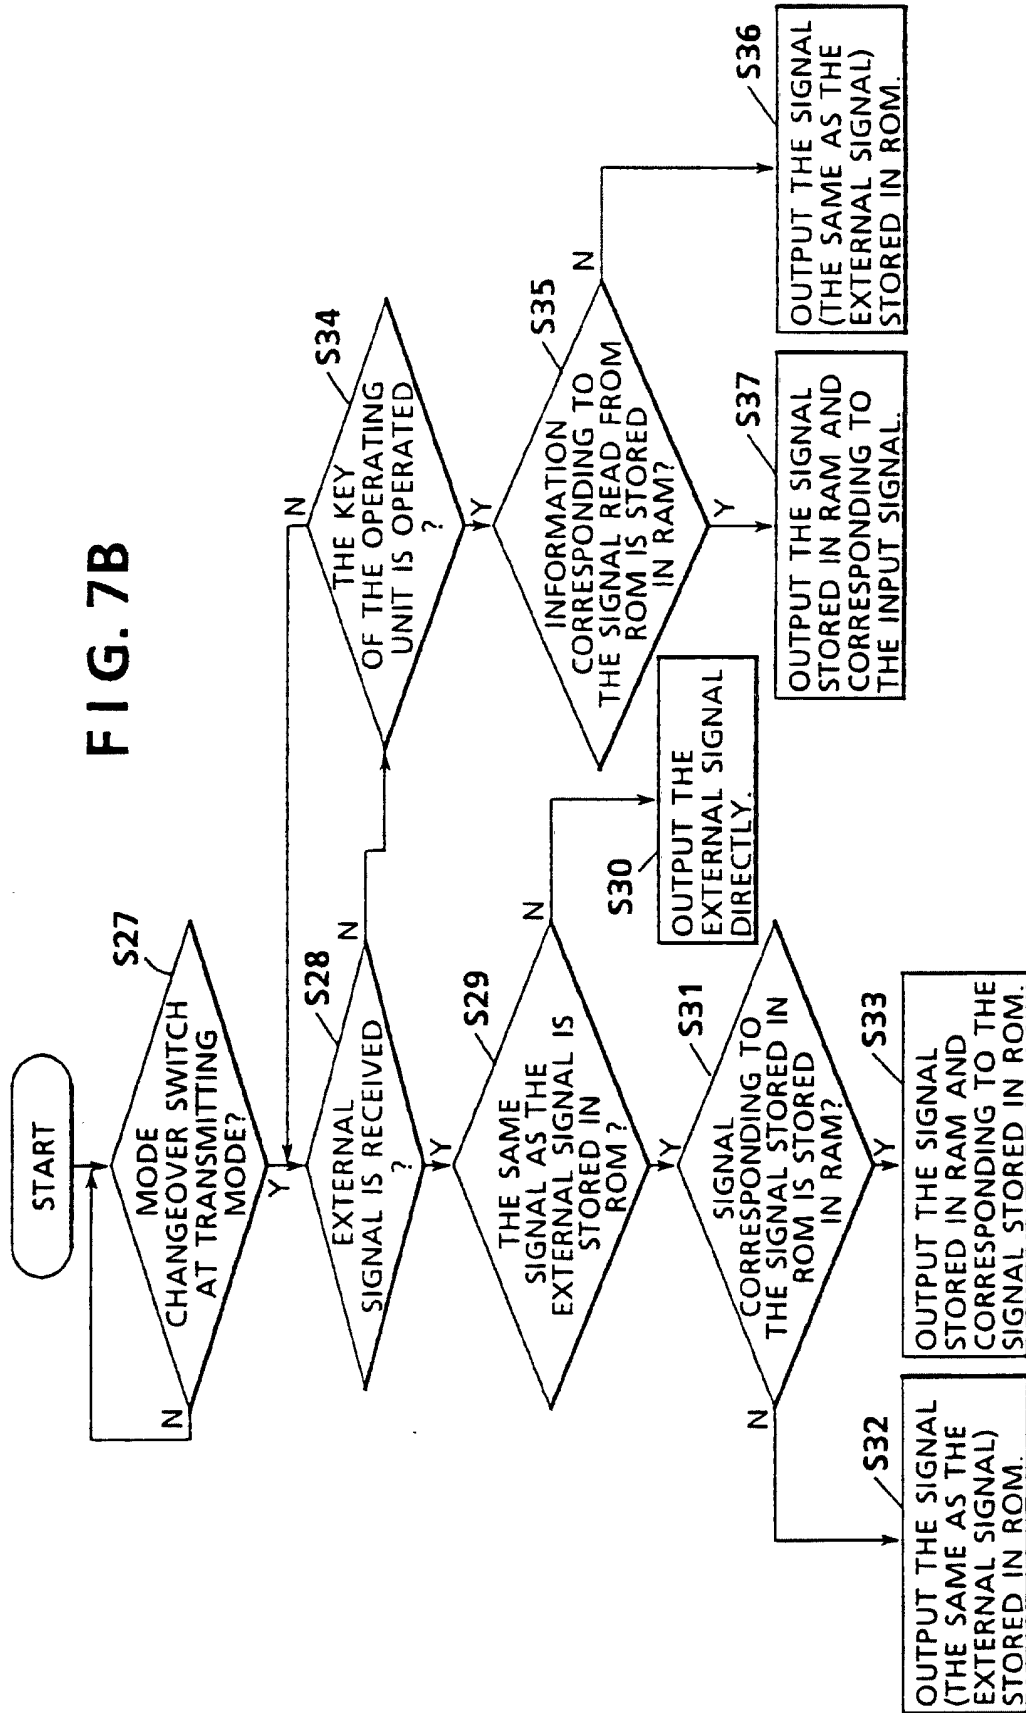 FIG. 7B
START
S27
MODE
CHANGEOVER SWITCH
AT TRANSMITTING
MODE?
N
Y
S28
EXTERNAL
SIGNAL IS RECEIVED
?
N
Y
S29
THE SAME
SIGNAL AS THE
EXTERNAL SIGNAL IS
STORED IN
ROM ?
N
Y
S30
OUTPUT THE
EXTERNAL SIGNAL
DIRECTLY.
S31
SIGNAL
CORRESPONDING TO
THE SIGNAL STORED IN
ROM IS STORED
IN RAM?
N
Y
S32
OUTPUT THE SIGNAL
(THE SAME AS THE
EXTERNAL SIGNAL)
STORED IN ROM.
S33
OUTPUT THE SIGNAL
STORED IN RAM AND
CORRESPONDING TO THE
SIGNAL STORED IN ROM.
S34
THE KEY
OF THE OPERATING
UNIT IS OPERATED
?
N
Y
S35
INFORMATION
CORRESPONDING TO
THE SIGNAL READ FROM
ROM IS STORED
IN RAM?
N
Y
S37
OUTPUT THE SIGNAL
STORED IN RAM AND
CORRESPONDING TO
THE INPUT SIGNAL.
S36
OUTPUT THE SIGNAL
(THE SAME AS THE
EXTERNAL SIGNAL)
STORED IN ROM.